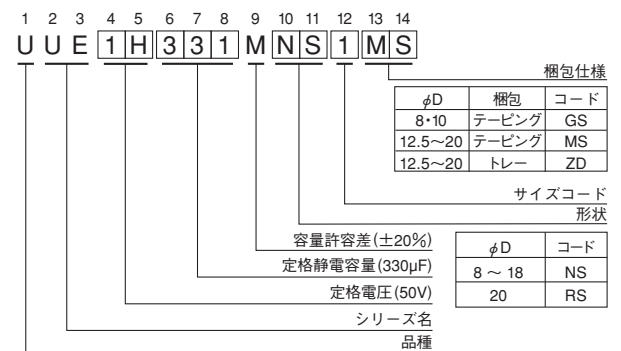 1 2 3 4 5 6 7 8 9 10 11 12 13 14
U U E 1 H 3 3 1 M N S 1 M S
梱包仕様
φD 梱包 コード
8・10 テーピング GS
12.5～20 テーピング MS
12.5～20 トレー ZD
サイズコード
形状
φD コード
8 ～ 18 NS
20 RS
容量許容差(±20%)
定格静電容量(330µF)
定格電圧(50V)
シリーズ名
品種